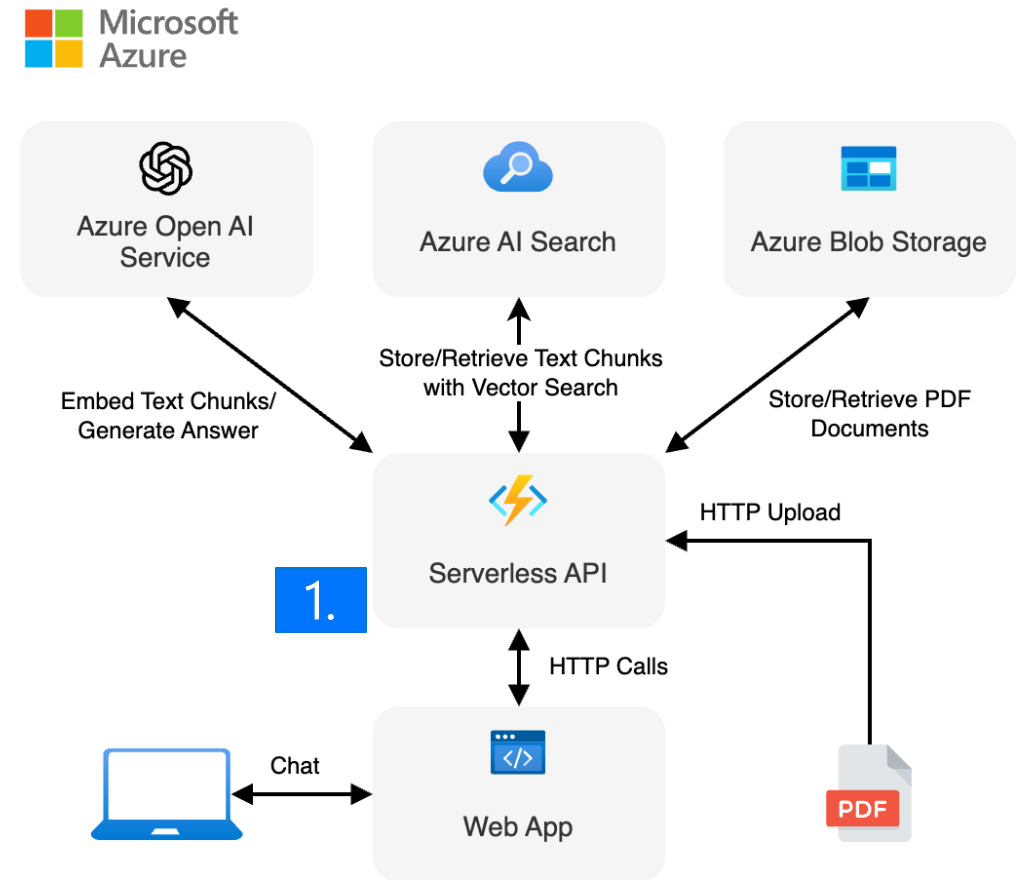 Microsoft
Azure
Azure Open AI
Service
Azure AI Search
Azure Blob Storage
Store/Retrieve Text Chunks
with Vector Search
Embed Text Chunks/
Generate Answer
Store/Retrieve PDF
Documents
HTTP Upload
Serverless API
1.
HTTP Calls
</>
Chat
Web App
PDF